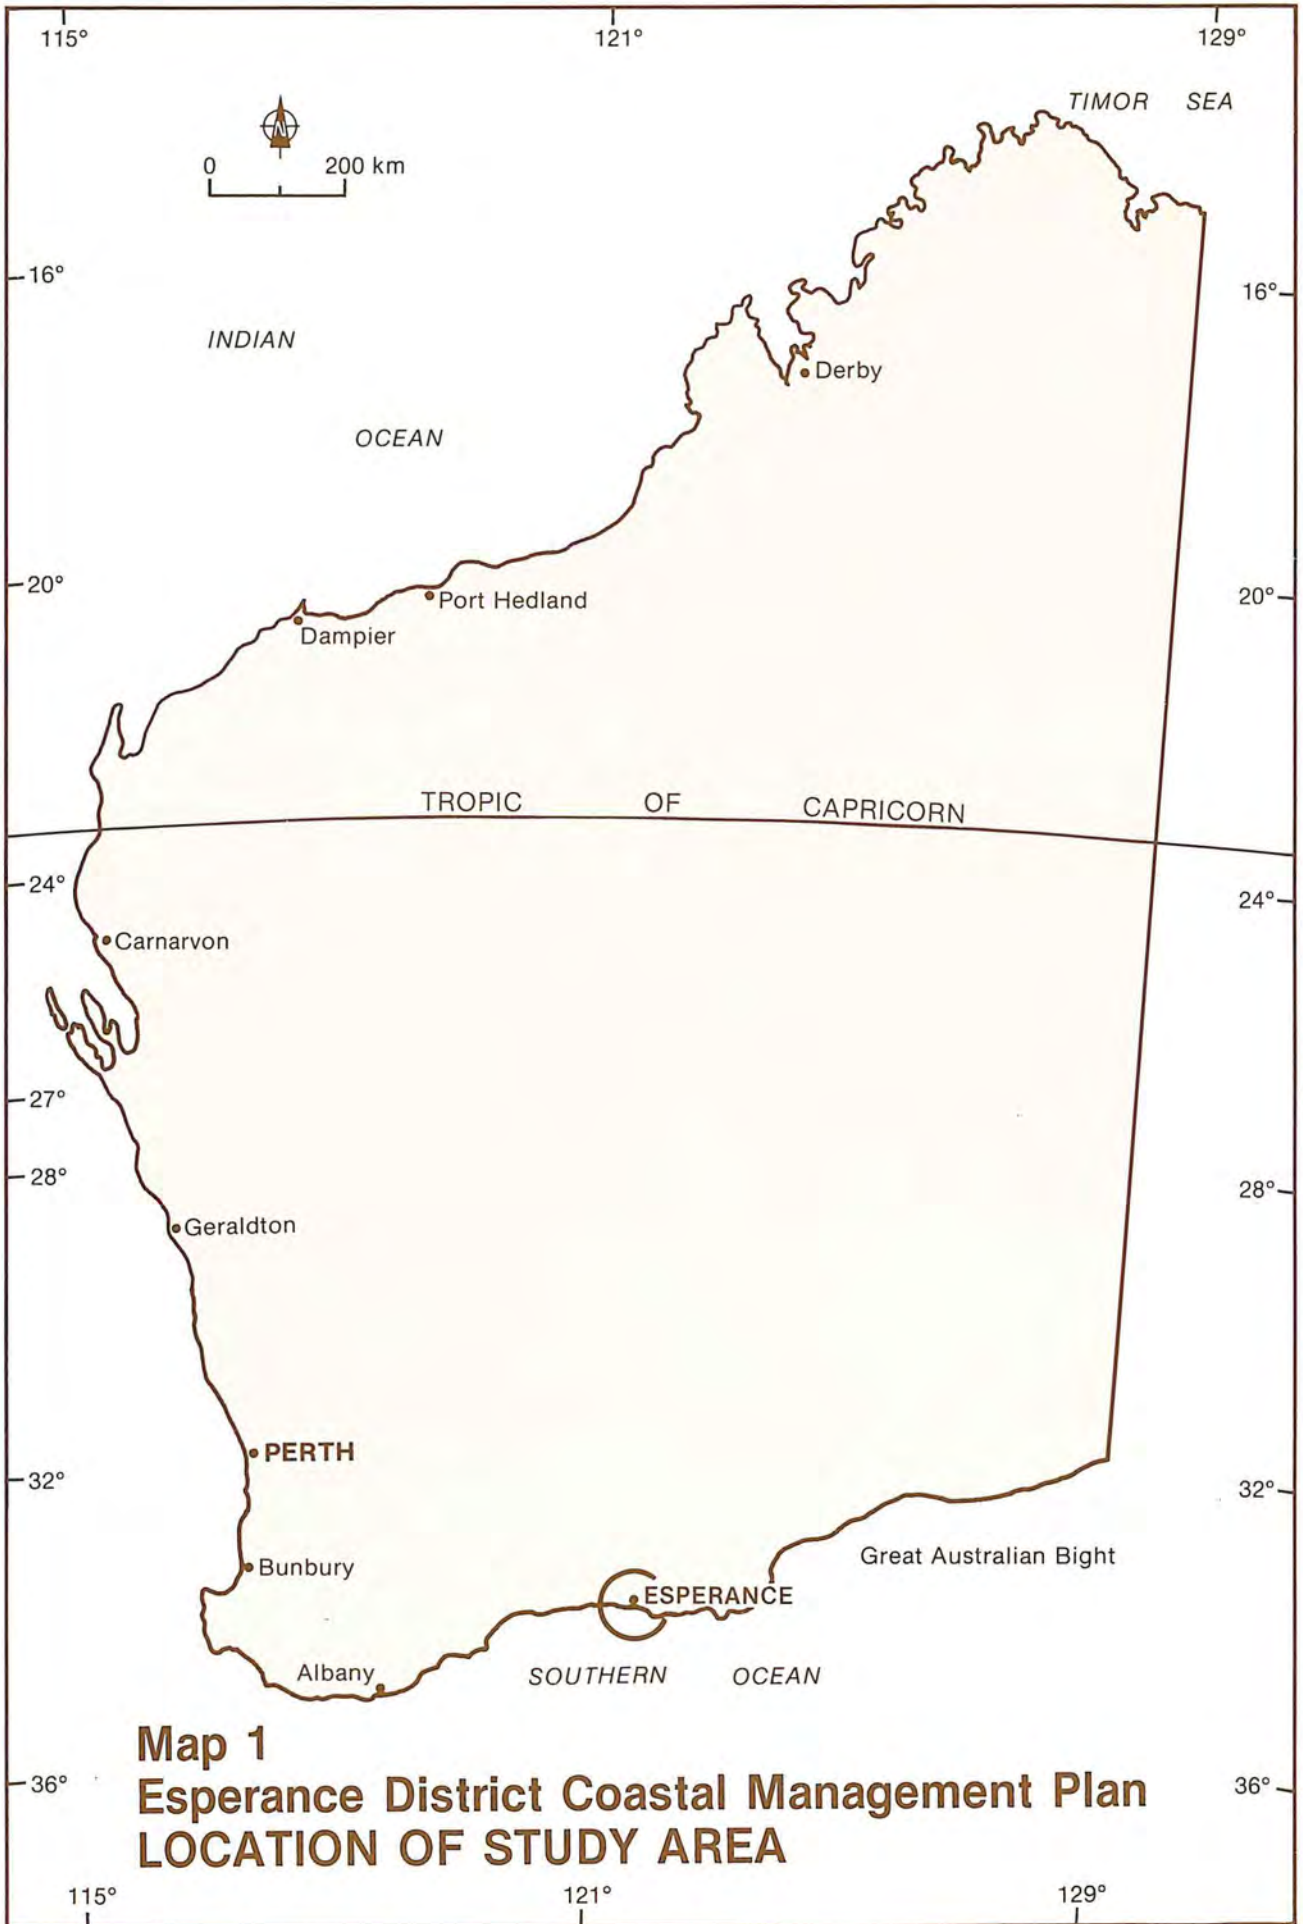 115° 121° 129°
TIMOR SEA
N
0 200 km
16° 16°
INDIAN
Derby
OCEAN
20° 20°
Port Hedland
Dampier
TROPIC OF CAPRICORN
24° 24°
Carnarvon
27°
28° 28°
Geraldton
PERTH
32° 32°
Great Australian Bight
Bunbury
ESPERANCE
Albany
SOUTHERN OCEAN
Map 1
36° 36°
Esperance District Coastal Management Plan
LOCATION OF STUDY AREA
115° 121° 129°